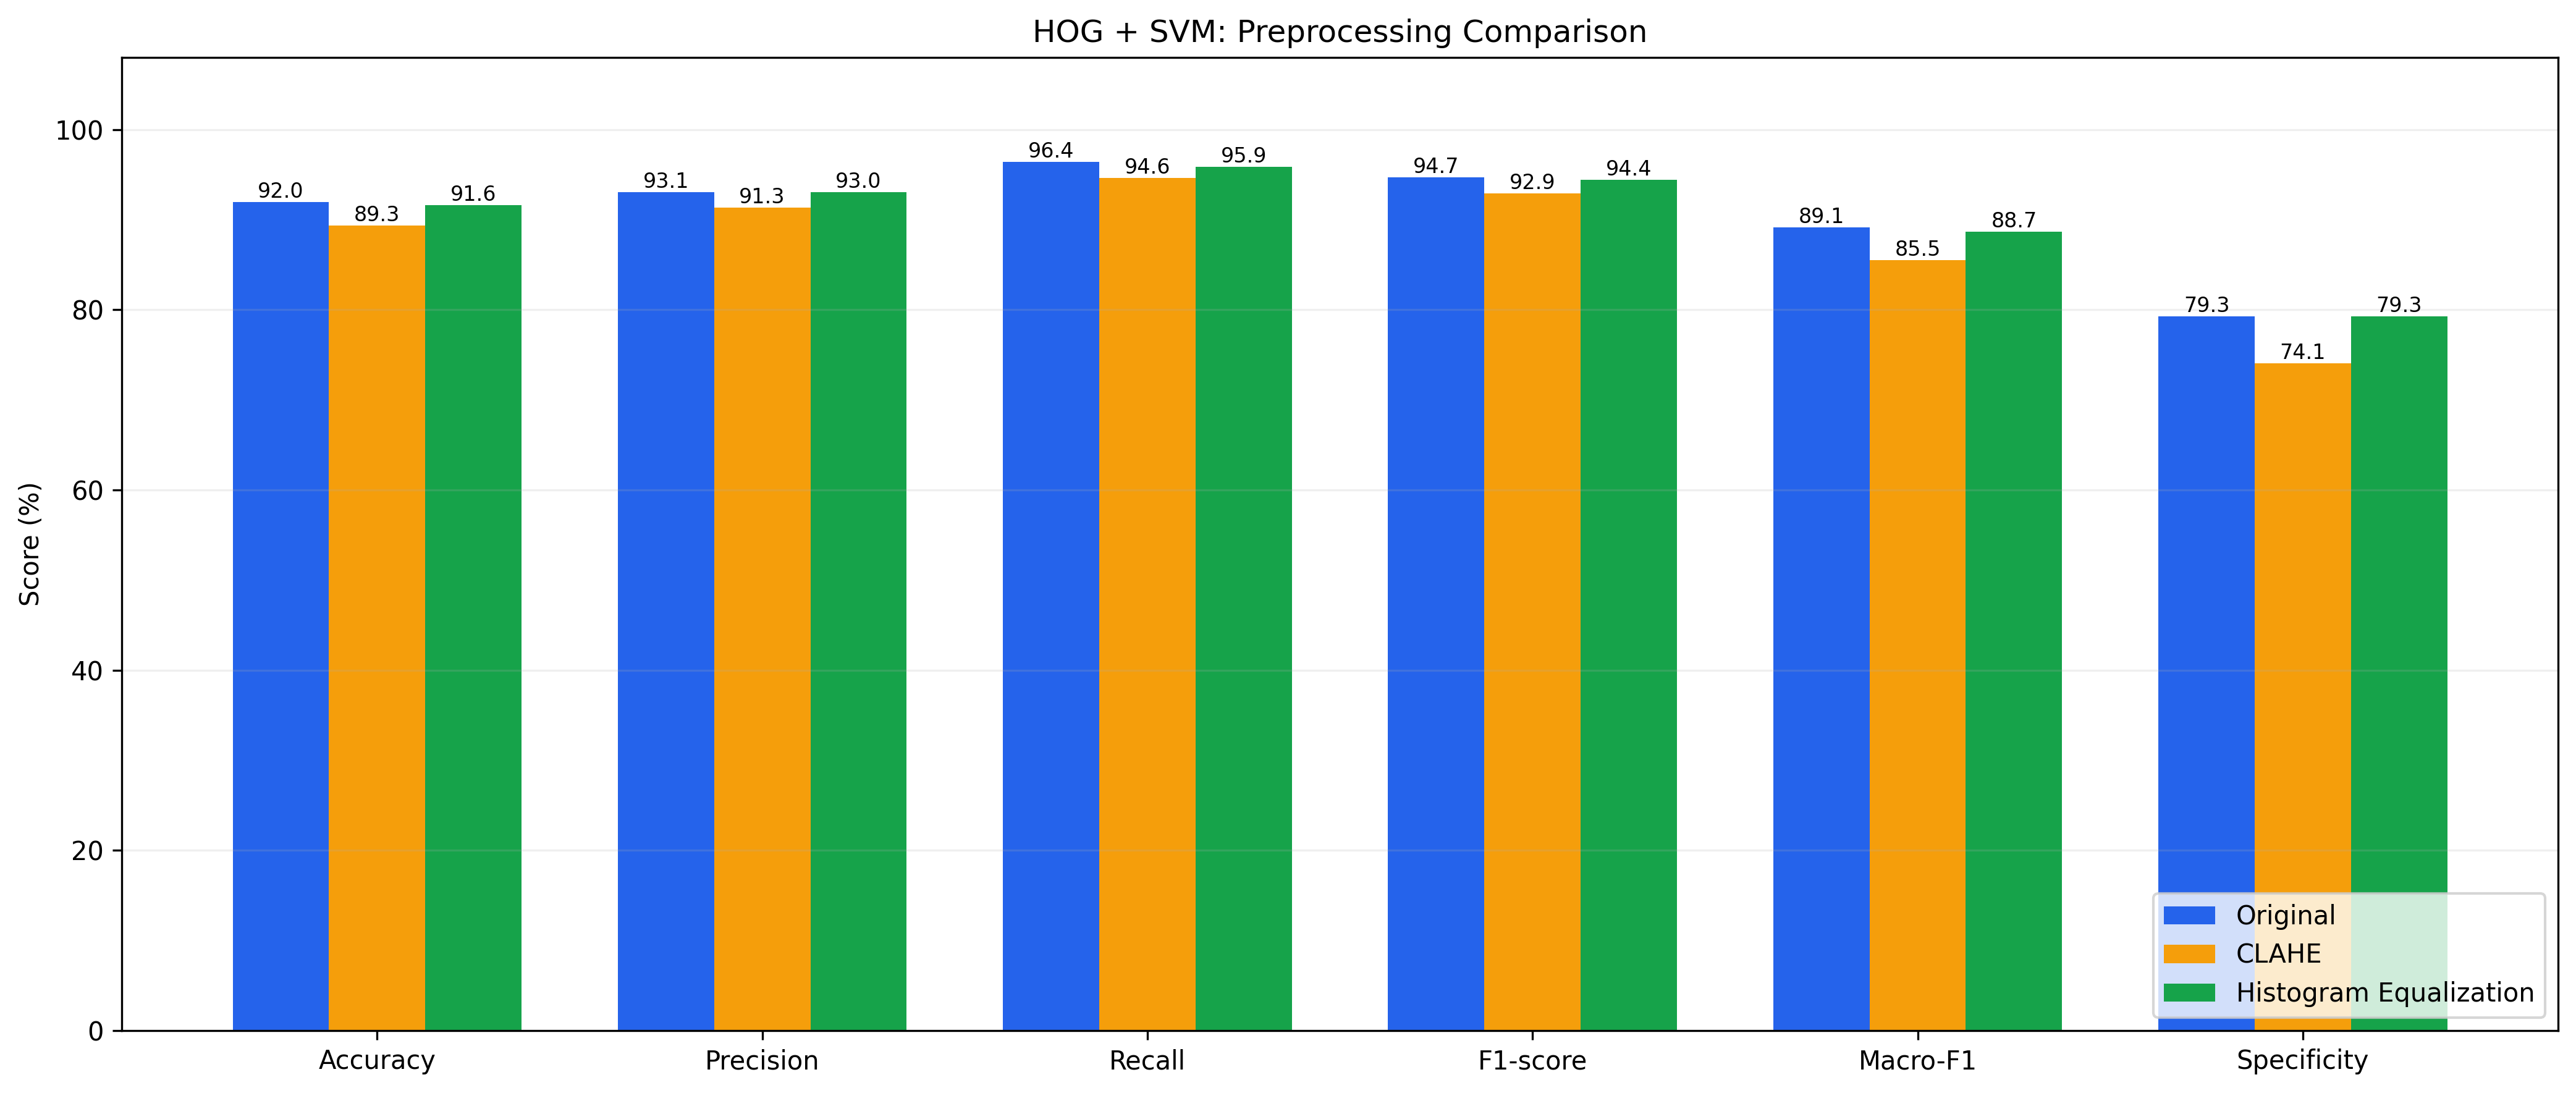 HOG + SVM: Preprocessing Comparison
Score (%)
100
80
60
40
20
0
92.0 89.3 91.6
93.1 91.3 93.0
96.4 94.6 95.9
94.7 92.9 94.4
89.1 85.5 88.7
79.3 74.1 79.3
Accuracy Precision Recall F1-score Macro-F1 Specificity
Original
CLAHE
Histogram Equalization